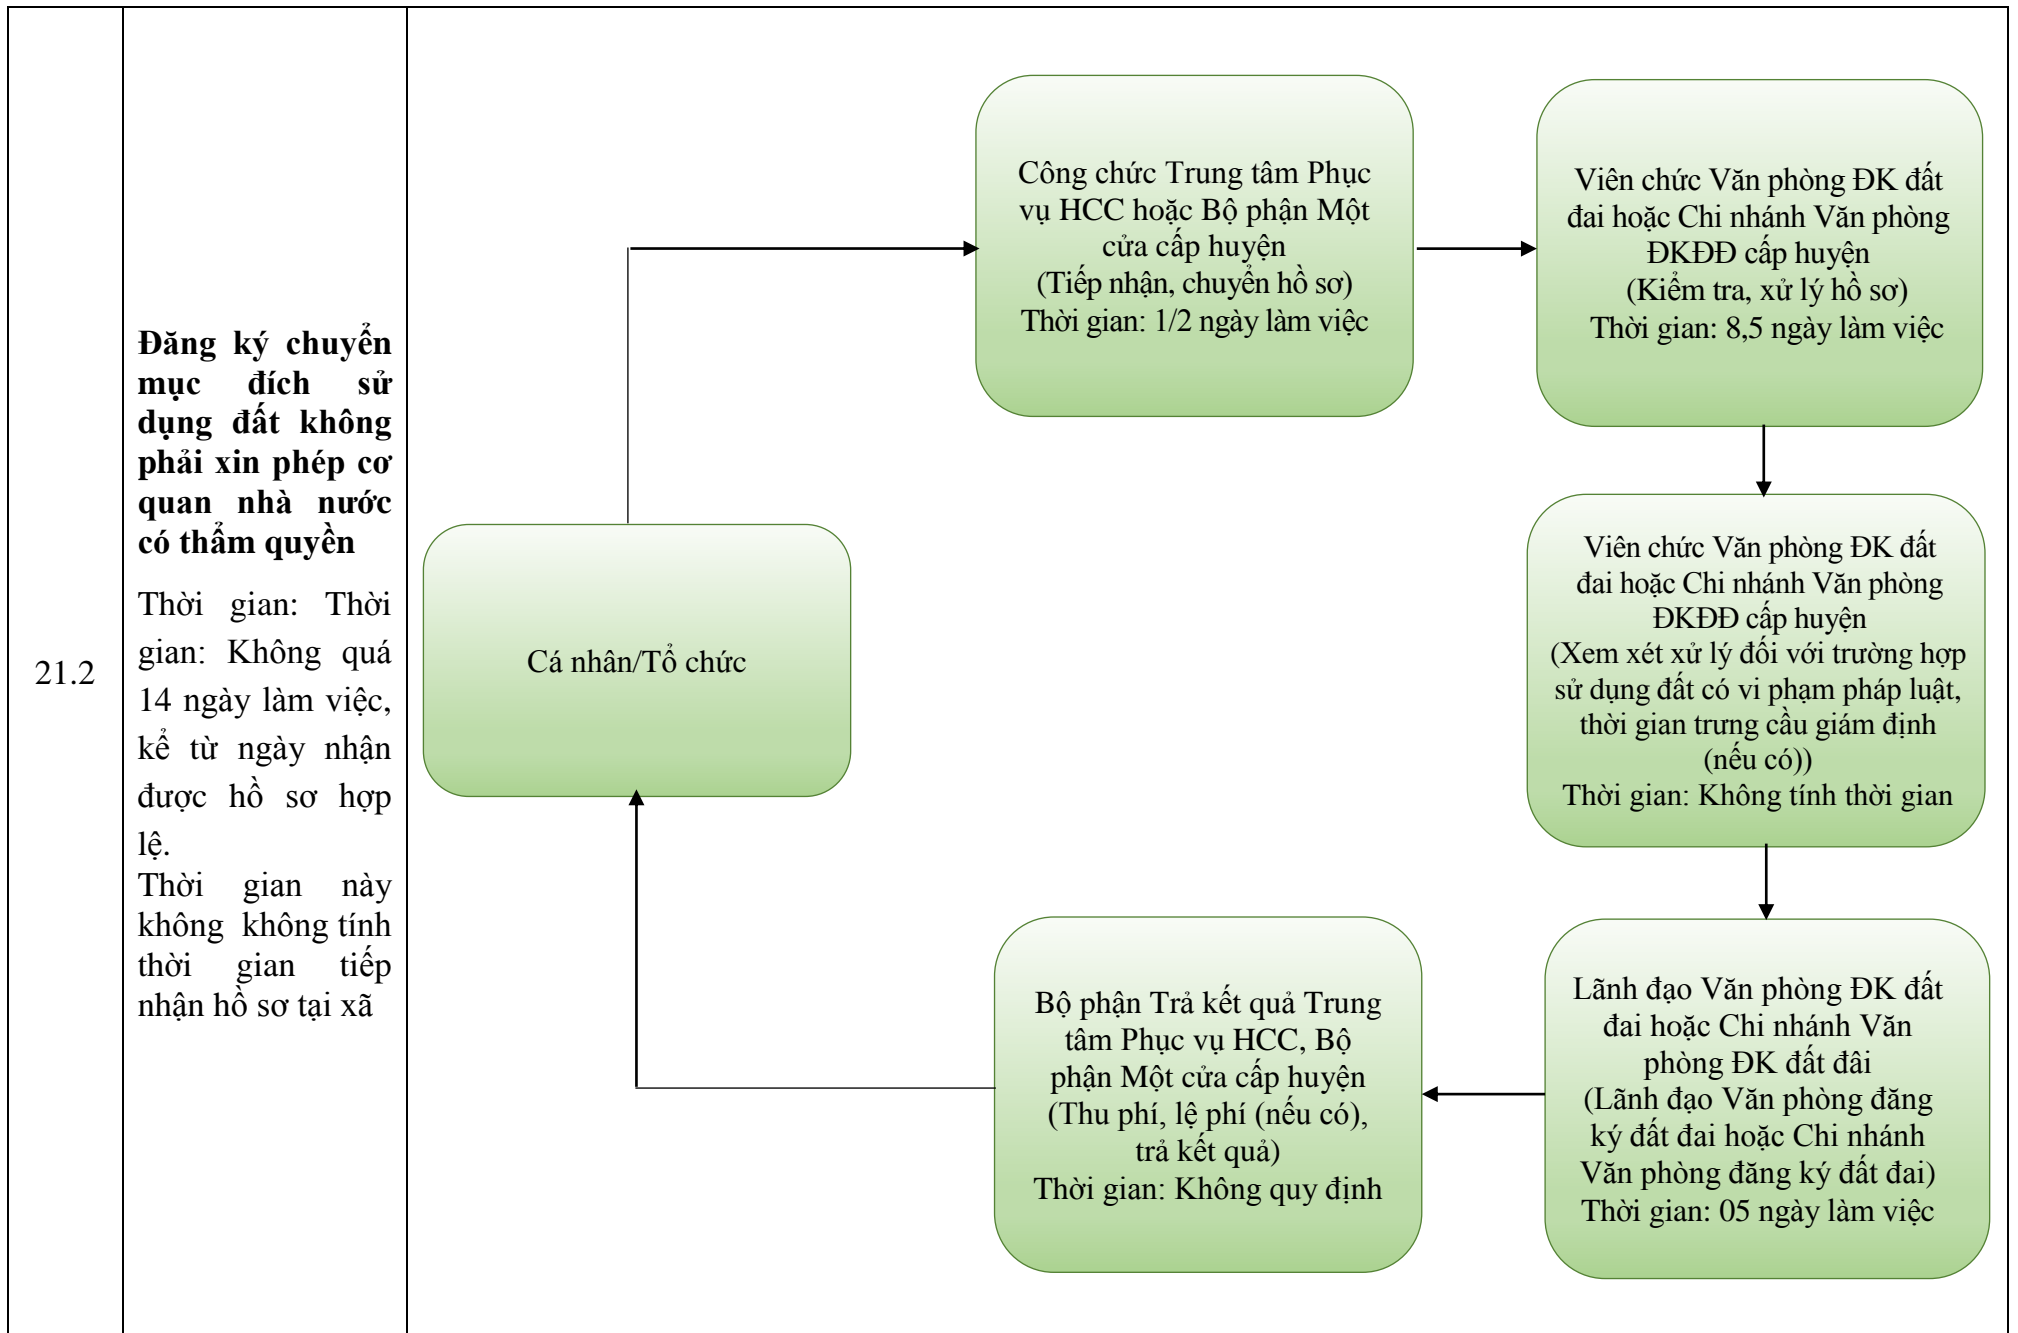 21.2
Đăng ký chuyển
mục đích sử
dụng đất không
phải xin phép cơ
quan nhà nước
có thẩm quyền
Thời gian: Thời
gian: Không quá
14 ngày làm việc,
kể từ ngày nhận
được hồ sơ hợp
lệ.
Thời gian này
không không tính
thời gian tiếp
nhận hồ sơ tại xã
Cá nhân/Tổ chức
Công chức Trung tâm Phục
vụ HCC hoặc Bộ phận Một
cửa cấp huyện
(Tiếp nhận, chuyển hồ sơ)
Thời gian: 1/2 ngày làm việc
Viên chức Văn phòng ĐK đất
đai hoặc Chi nhánh Văn phòng
ĐKĐĐ cấp huyện
(Kiểm tra, xử lý hồ sơ)
Thời gian: 8,5 ngày làm việc
Viên chức Văn phòng ĐK đất
đai hoặc Chi nhánh Văn phòng
ĐKĐĐ cấp huyện
(Xem xét xử lý đối với trường hợp
sử dụng đất có vi phạm pháp luật,
thời gian trưng cầu giám định
(nếu có))
Thời gian: Không tính thời gian
Lãnh đạo Văn phòng ĐK đất
đai hoặc Chi nhánh Văn
phòng ĐK đất đâi
(Lãnh đạo Văn phòng đăng
ký đất đai hoặc Chi nhánh
Văn phòng đăng ký đất đai)
Thời gian: 05 ngày làm việc
Bộ phận Trả kết quả Trung
tâm Phục vụ HCC, Bộ
phận Một cửa cấp huyện
(Thu phí, lệ phí (nếu có),
trả kết quả)
Thời gian: Không quy định